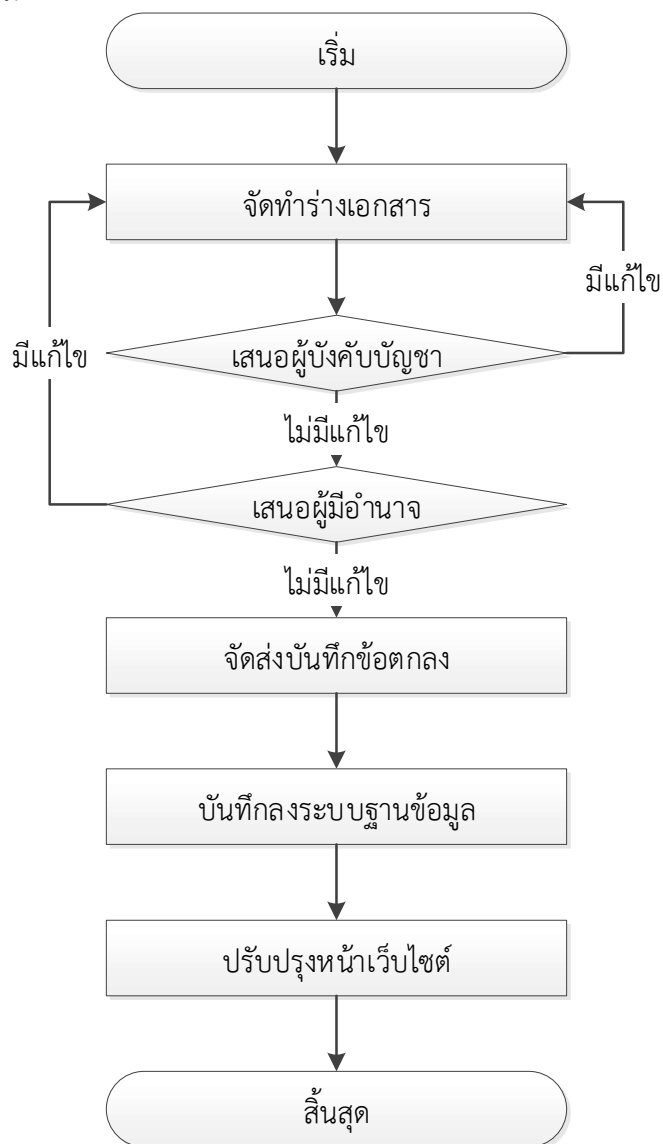 เริ่ม
จัดทำร่างเอกสาร
มีแก้ไข
มีแก้ไข
เสนอผู้บังคับบัญชา
ไม่มีแก้ไข
เสนอผู้มีอำนาจ
ไม่มีแก้ไข
จัดส่งบันทึกข้อตกลง
บันทึกลงระบบฐานข้อมูล
ปรับปรุงหน้าเว็บไซต์
สิ้นสุด